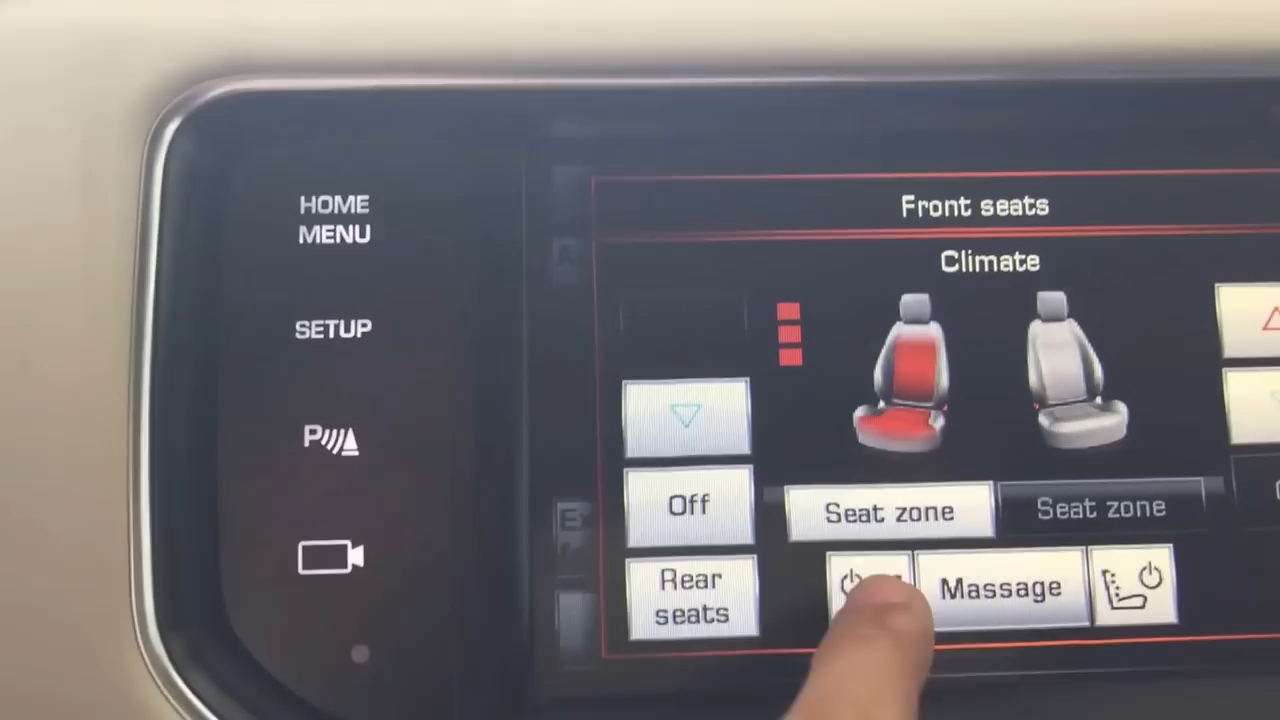 HOME
MENU
SETUP
P
Front seats
Climate
Off
Seat zone
Seat zone
Rear
seats
Massage